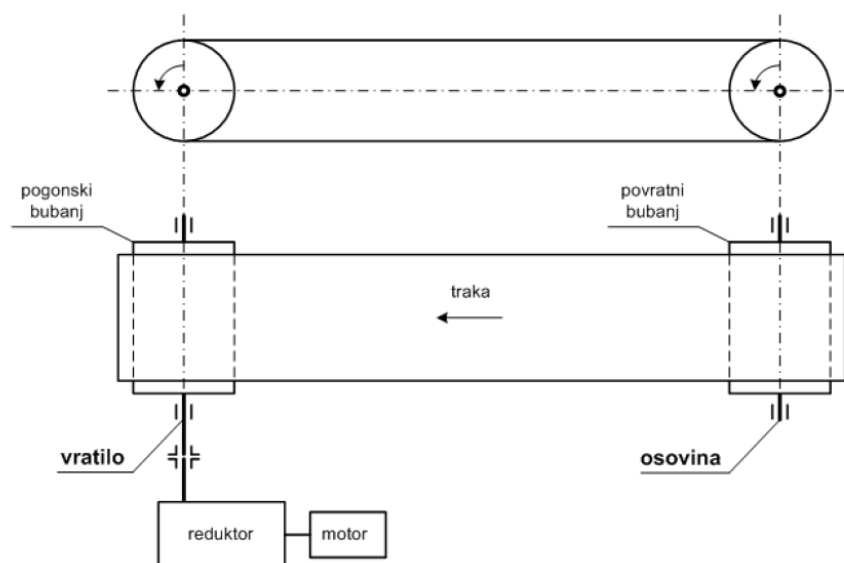 pogonski
bubanj
povratni
bubanj
traka
vratilo
osovina
reduktor
motor